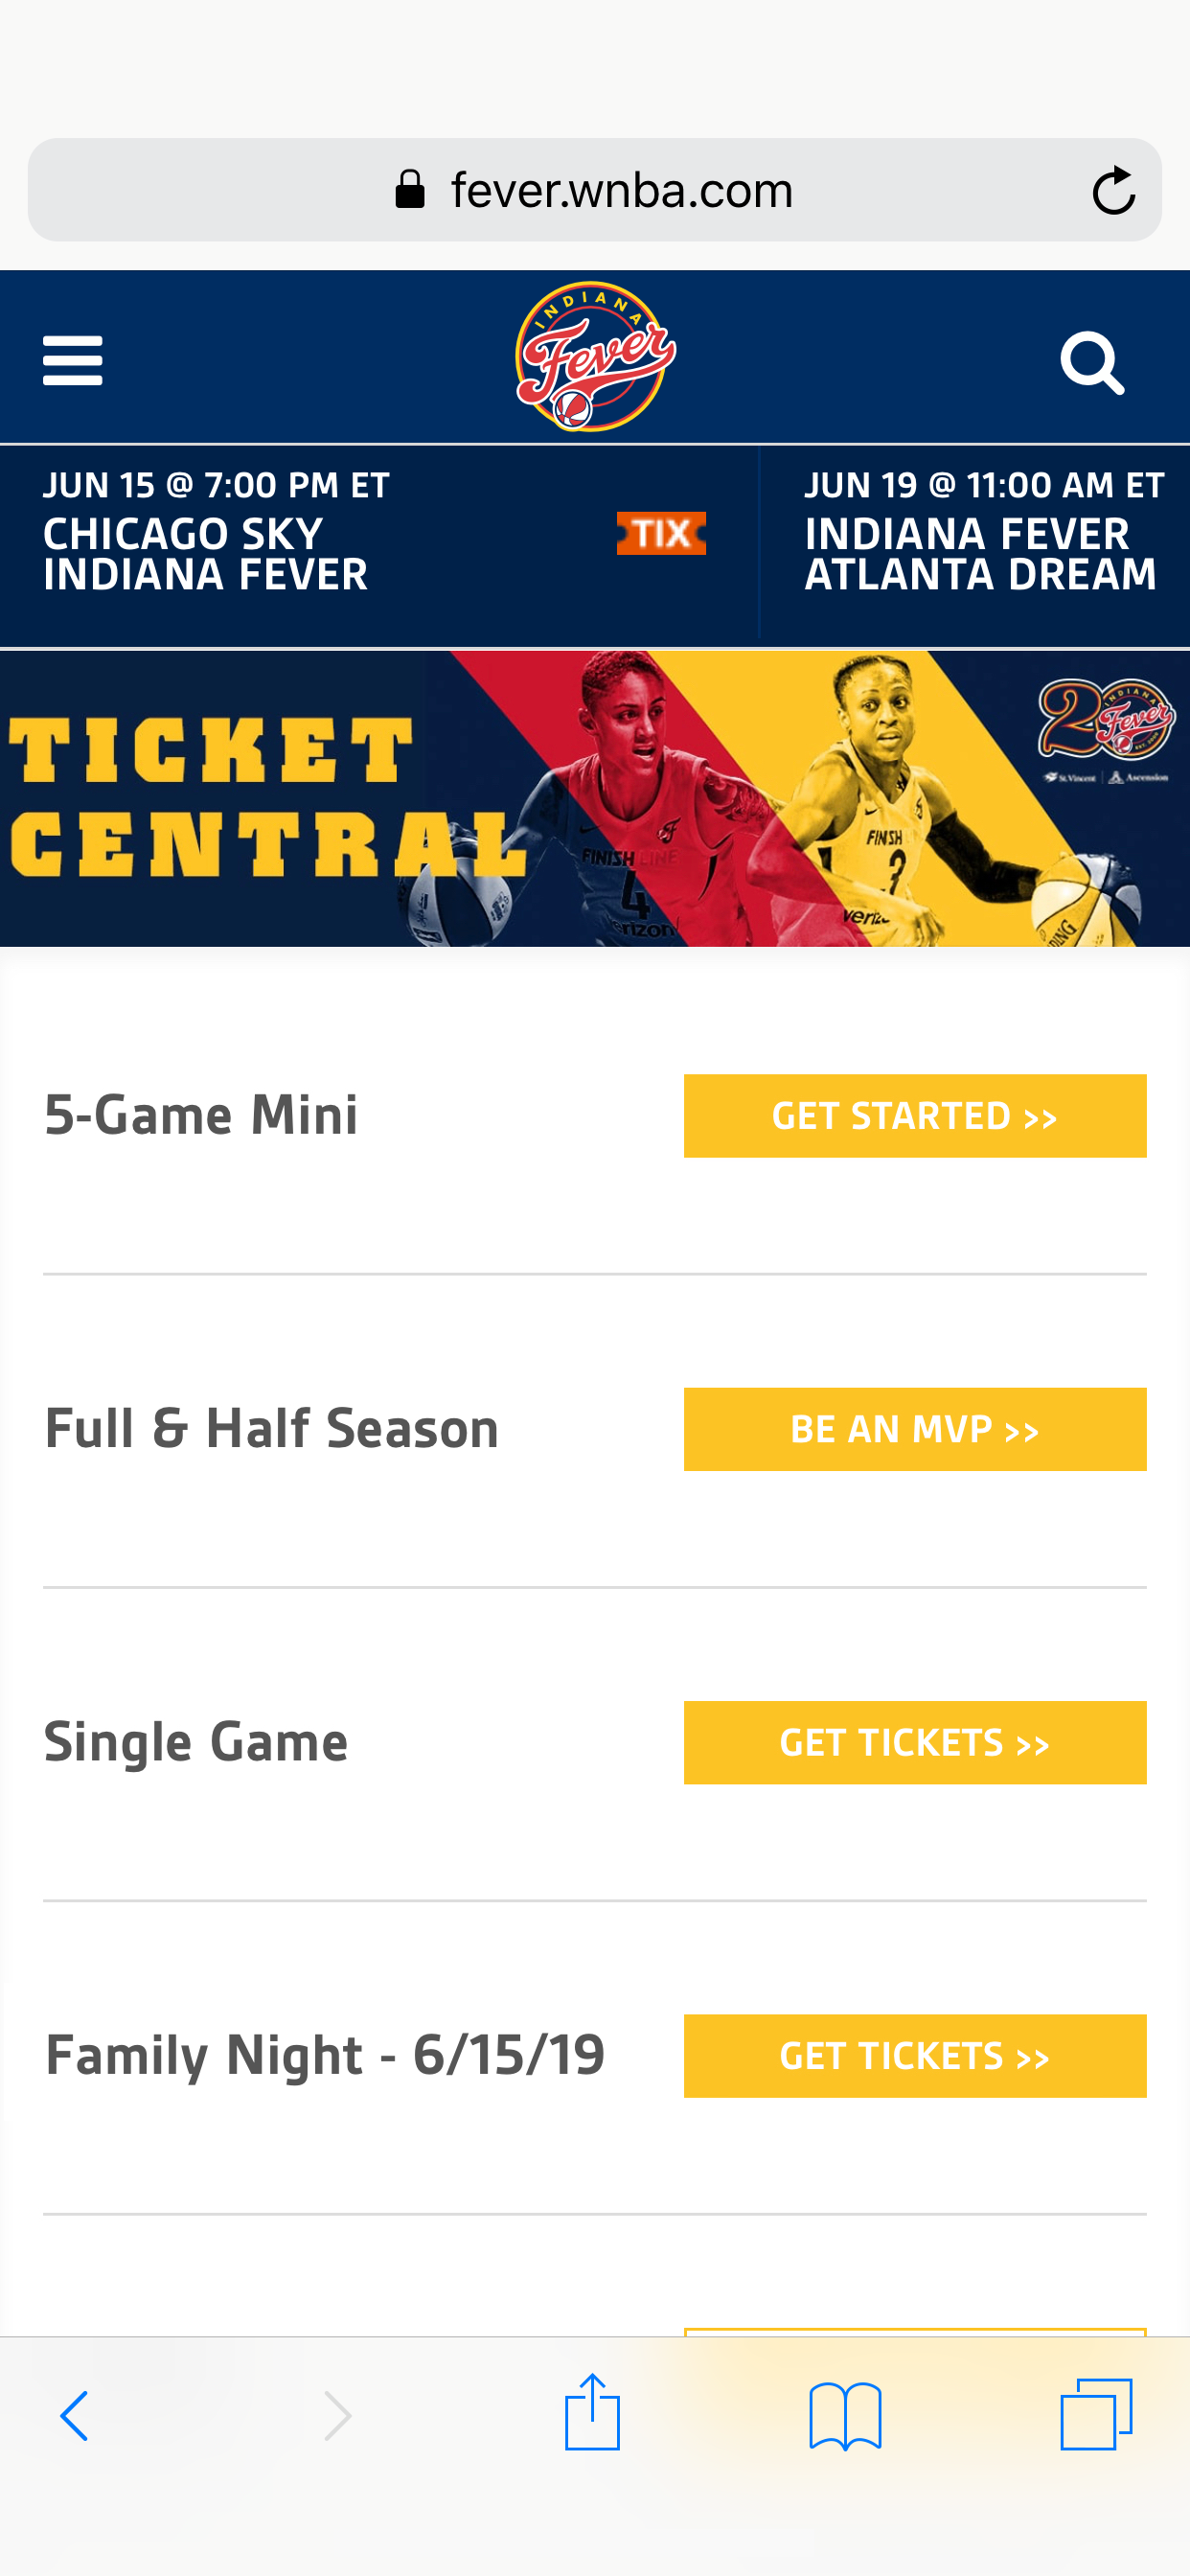 fever.wnba.com
INDIANA
Fever
JUN 15 @ 7:00 PM ET
CHICAGO SKY
INDIANA FEVER
TIX
JUN 19 @ 11:00 AM ET
INDIANA FEVER
ATLANTA DREAM
TICKET
CENTRAL
FINISH LINE
4
FINISH
3
20
INDIANA
Fever
St.Vincent
Ascension
5-Game Mini
GET STARTED >>
Full & Half Season
BE AN MVP >>
Single Game
GET TICKETS >>
Family Night - 6/15/19
GET TICKETS >>